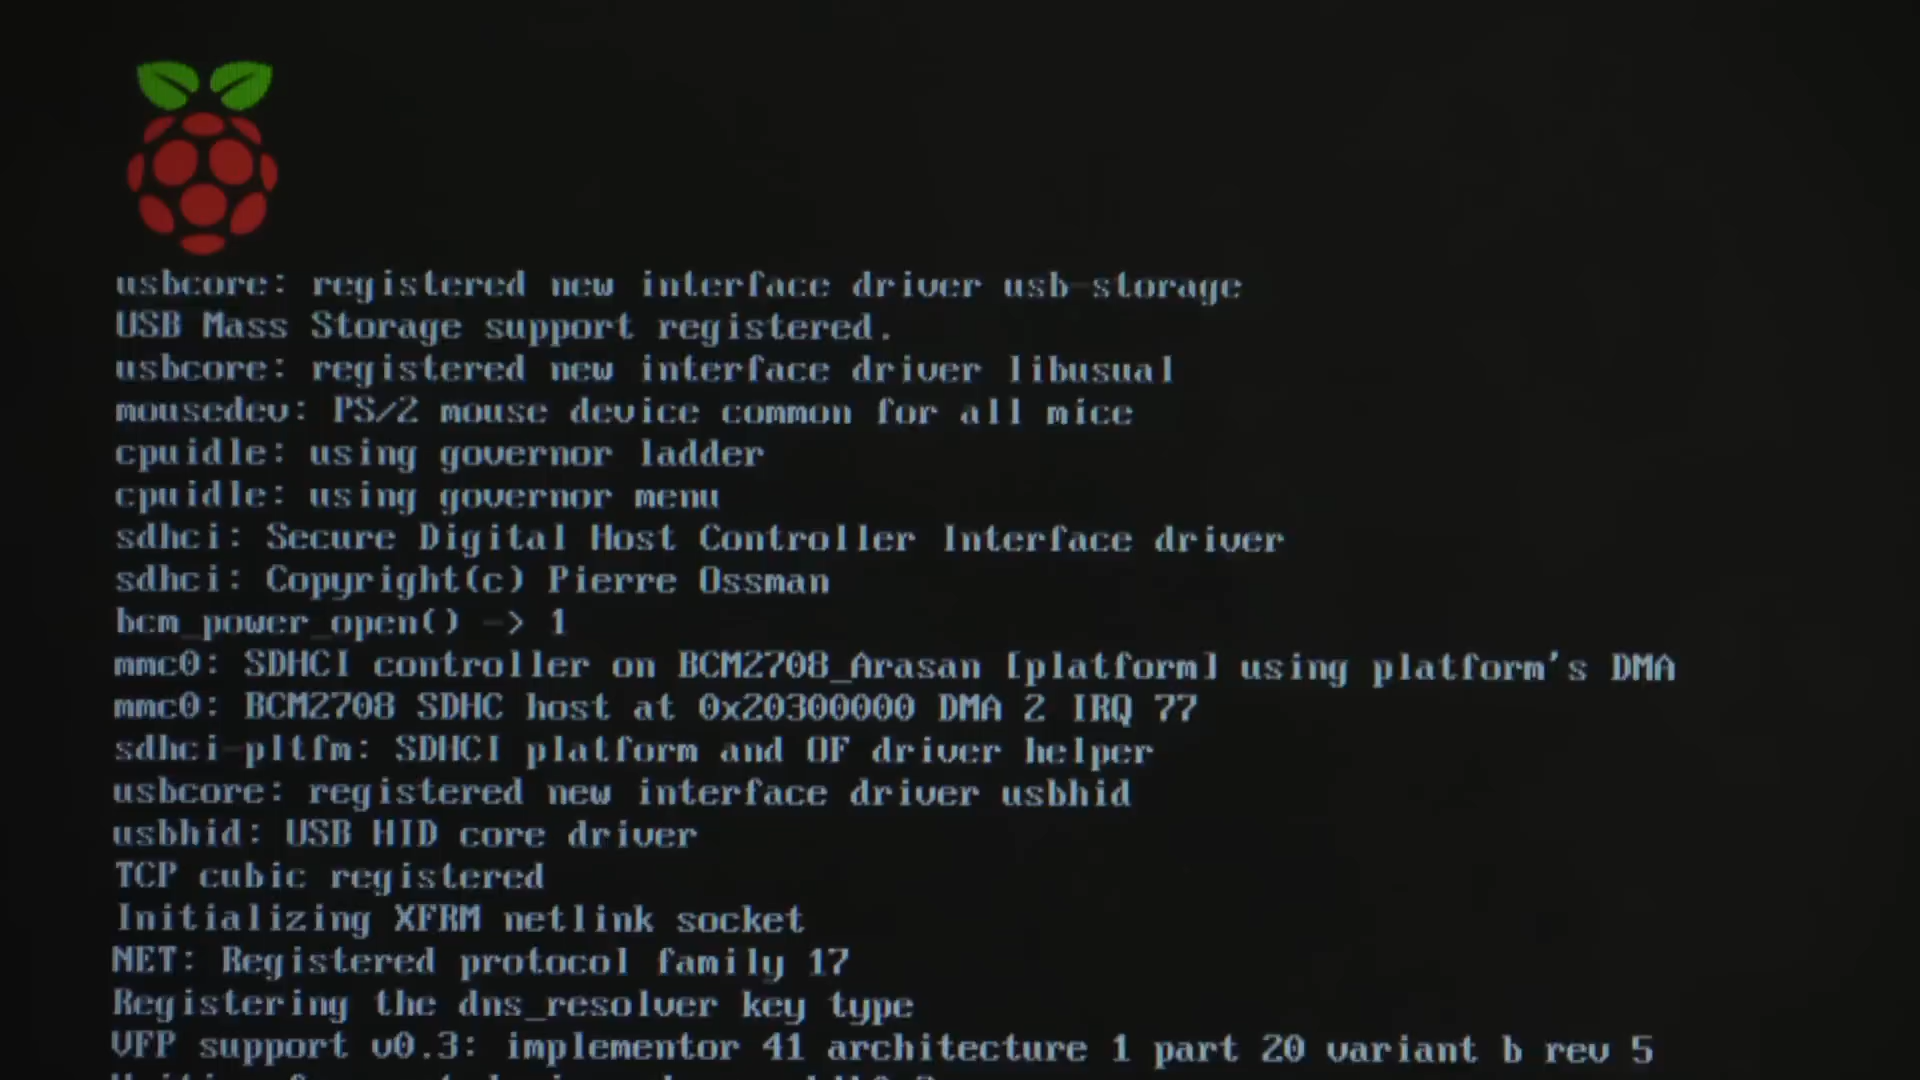 usbcore: registered new interface driver usb-storage
USB Mass Storage support registered.
usbcore: registered new interface driver libusual
mousedev: PS/2 mouse device common for all mice
cpuidle: using governor ladder
cpuidle: using governor menu
sdhci: Secure Digital Host Controller Interface driver
sdhci: Copyright(c) Pierre Ossman
bcm_power_open() -> 1
mmc0: SDHCI controller on BCM2708_Arasan [platform] using platform's DMA
mmc0: BCM2708 SDHC host at 0x20300000 DMA 2 IRQ 77
sdhci-pltfm: SDHCI platform and OF driver helper
usbcore: registered new interface driver usbhid
usbhid: USB HID core driver
TCP cubic registered
Initializing XFRM netlink socket
NET: Registered protocol family 17
Registering the dns_resolver key type
VFP support v0.3: implementor 41 architecture 1 part 20 variant b rev 5